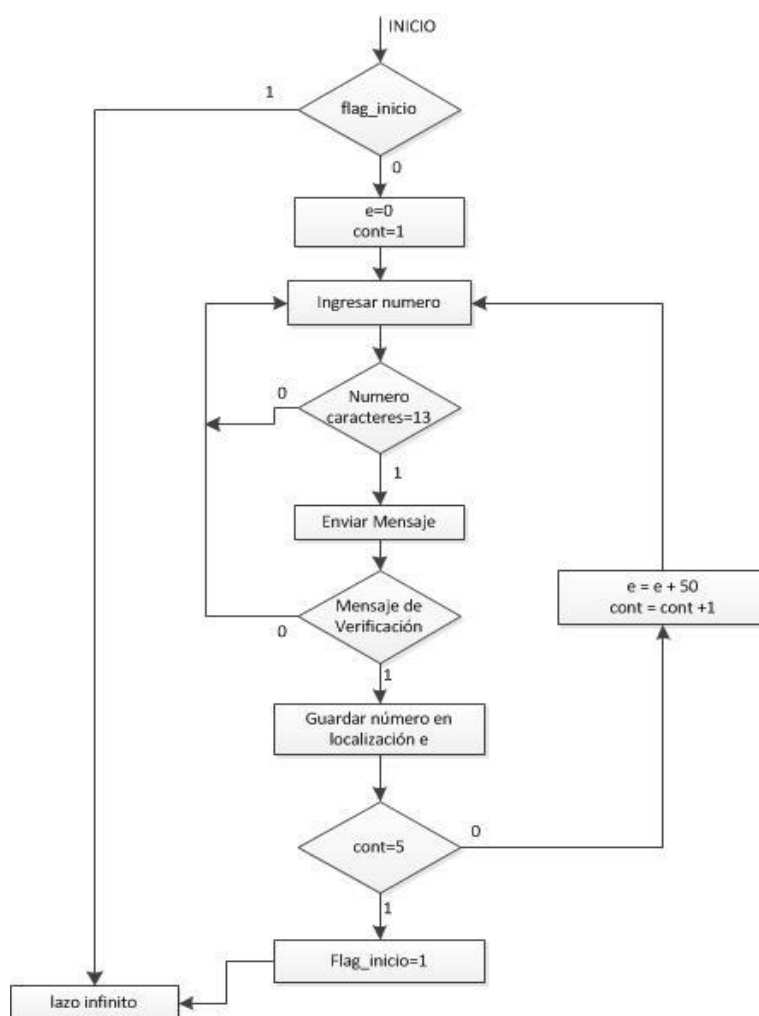 INICIO
1
flag_inicio
0
e=0
cont=1
Ingresar numero
0
Numero
caracteres=13
1
Enviar Mensaje
e = e + 50
cont = cont +1
Mensaje de
Verificación
0
1
Guardar número en
localización e
0
cont=5
1
Flag_inicio=1
lazo infinito